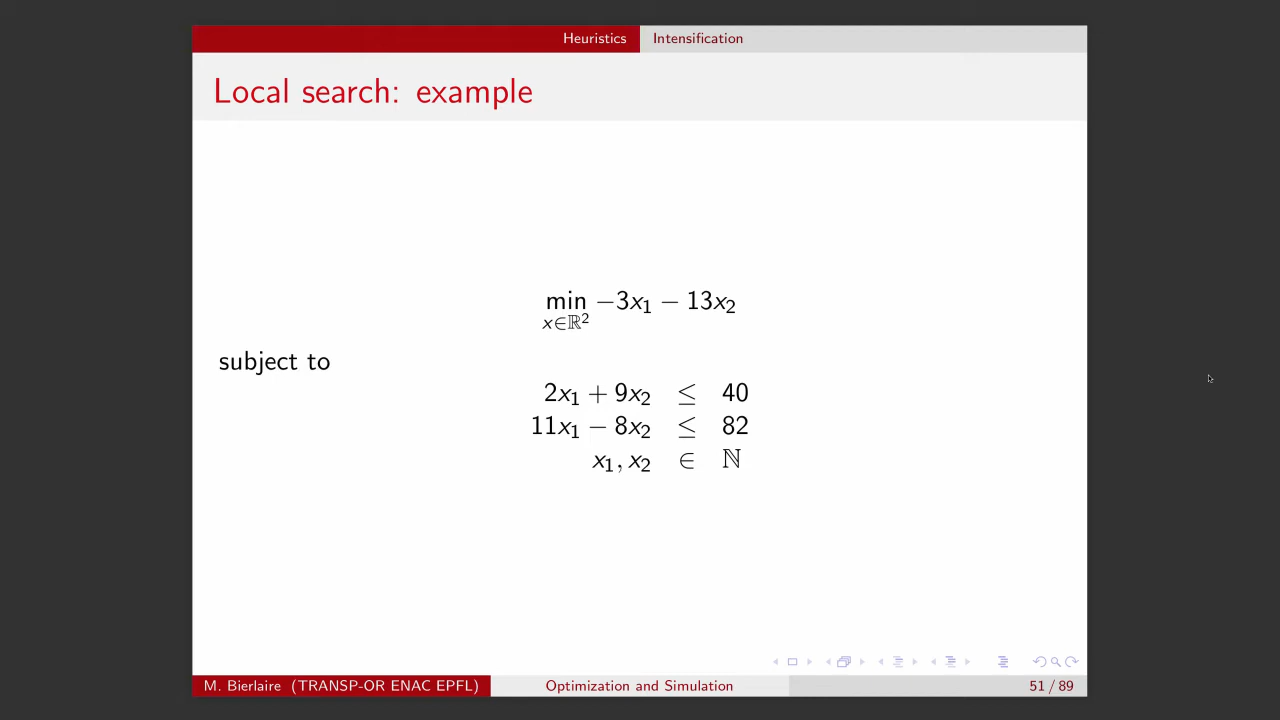 Heuristics Intensification
Local search: example
min −3x₁ − 13x₂
x∈ℝ²
subject to
2x₁ + 9x₂ ≤ 40
11x₁ − 8x₂ ≤ 82
x₁, x₂ ∈ ℕ
M. Bierlaire (TRANSP-OR ENAC EPFL) Optimization and Simulation 51 / 89